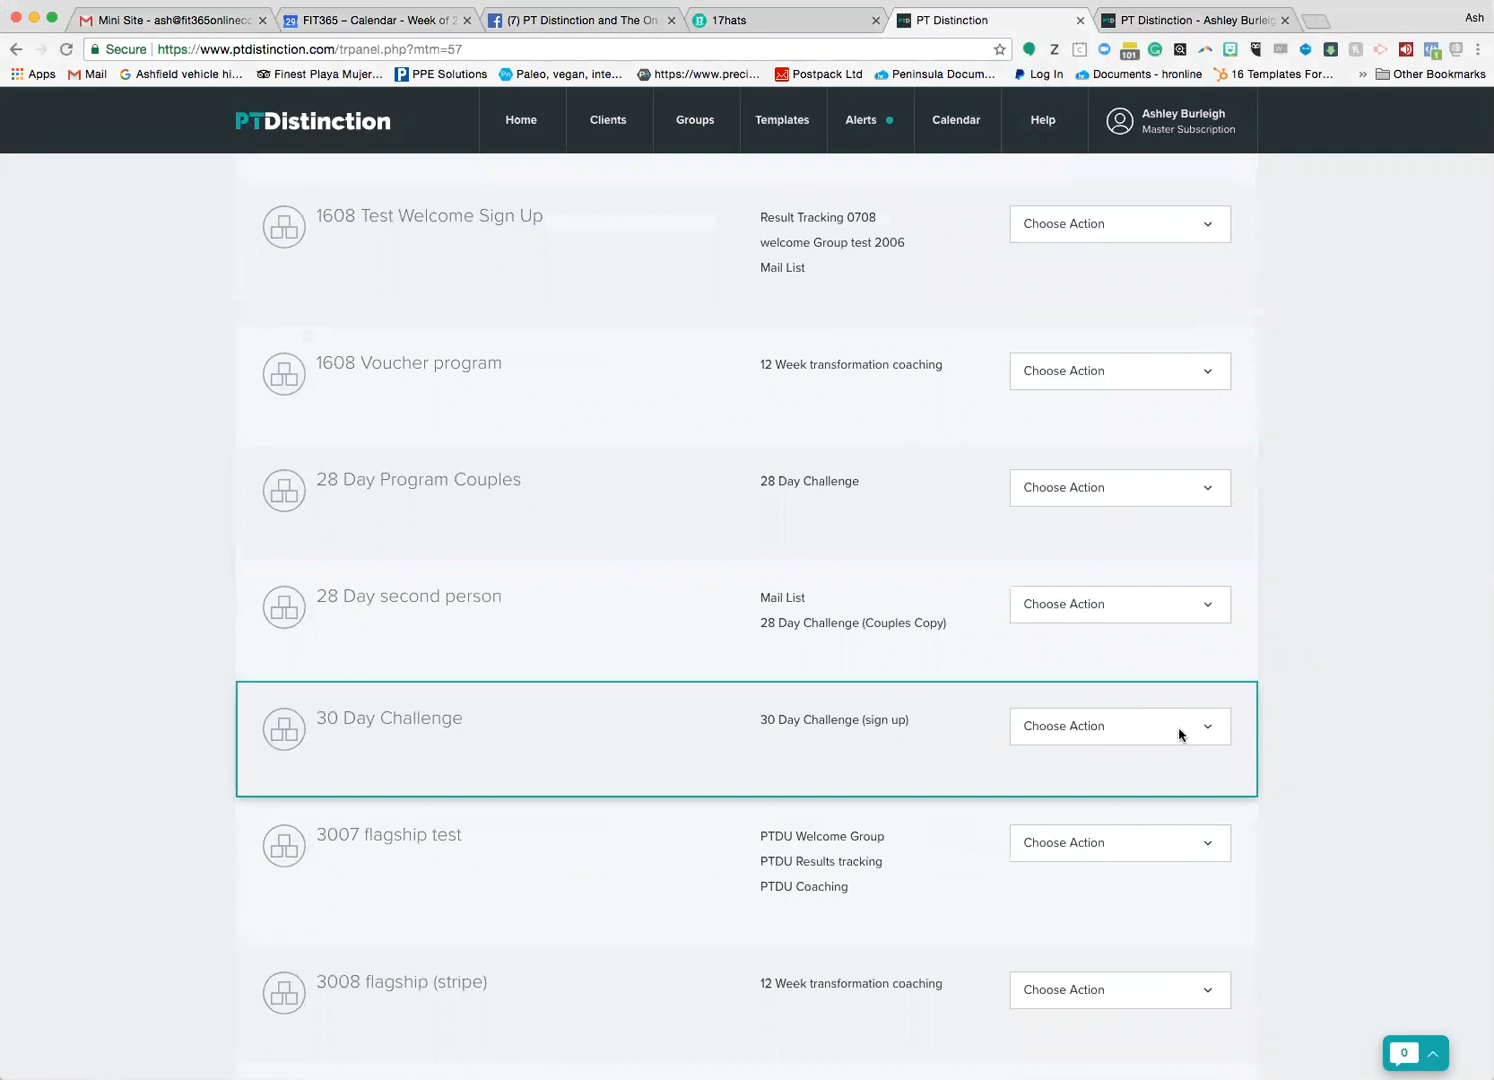 Mini Site - ash@fit365onlinecc
FIT365 – Calendar - Week of 2
(7) PT Distinction and The On
17hats
PT Distinction
PT Distinction - Ashley Burleig
Ash
Secure
https://www.ptdistinction.com/trpanel.php?mtm=57
101
Apps
Mail
Ashfield vehicle hi...
Finest Playa Mujer...
PPE Solutions
Paleo, vegan, inte...
https://www.preci...
Postpack Ltd
Peninsula Docum...
Log In
Documents - hronline
16 Templates For...
»
Other Bookmarks
PTDistinction
Home
Clients
Groups
Templates
Alerts
Calendar
Help
Ashley Burleigh
Master Subscription
1608 Test Welcome Sign Up
Result Tracking 0708
welcome Group test 2006
Mail List
Choose Action
1608 Voucher program
12 Week transformation coaching
Choose Action
28 Day Program Couples
28 Day Challenge
Choose Action
28 Day second person
Mail List
28 Day Challenge (Couples Copy)
Choose Action
30 Day Challenge
30 Day Challenge (sign up)
Choose Action
3007 flagship test
PTDU Welcome Group
PTDU Results tracking
PTDU Coaching
Choose Action
3008 flagship (stripe)
12 Week transformation coaching
Choose Action
0